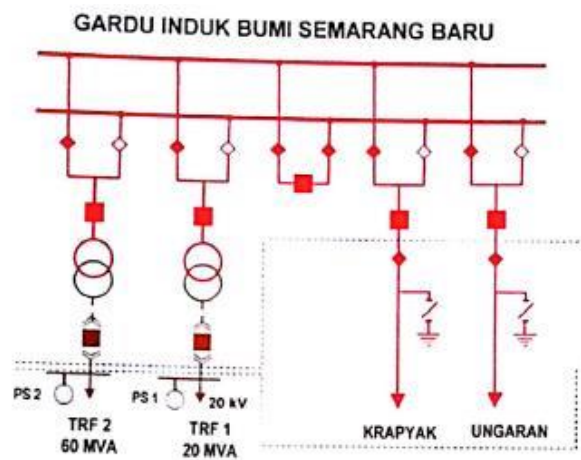 GARDU INDUK BUMI SEMARANG BARU
PS 2
PS 1
20 kV
TRF 2
60 MVA
TRF 1
20 MVA
KRAPYAK
UNGARAN